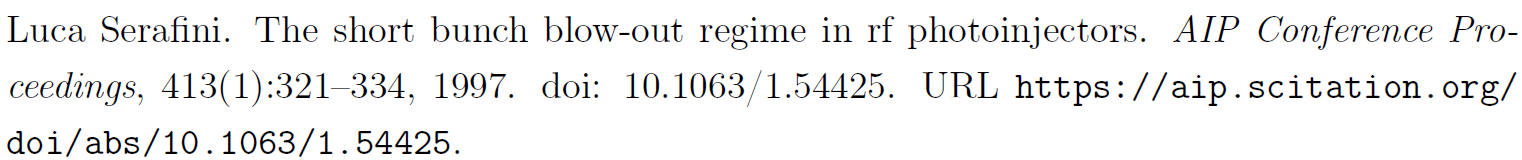 Luca Serafini. The short bunch blow-out regime in rf photoinjectors. AIP Conference Pro-
ceedings, 413(1):321–334, 1997. doi: 10.1063/1.54425. URL https://aip.scitation.org/
doi/abs/10.1063/1.54425.